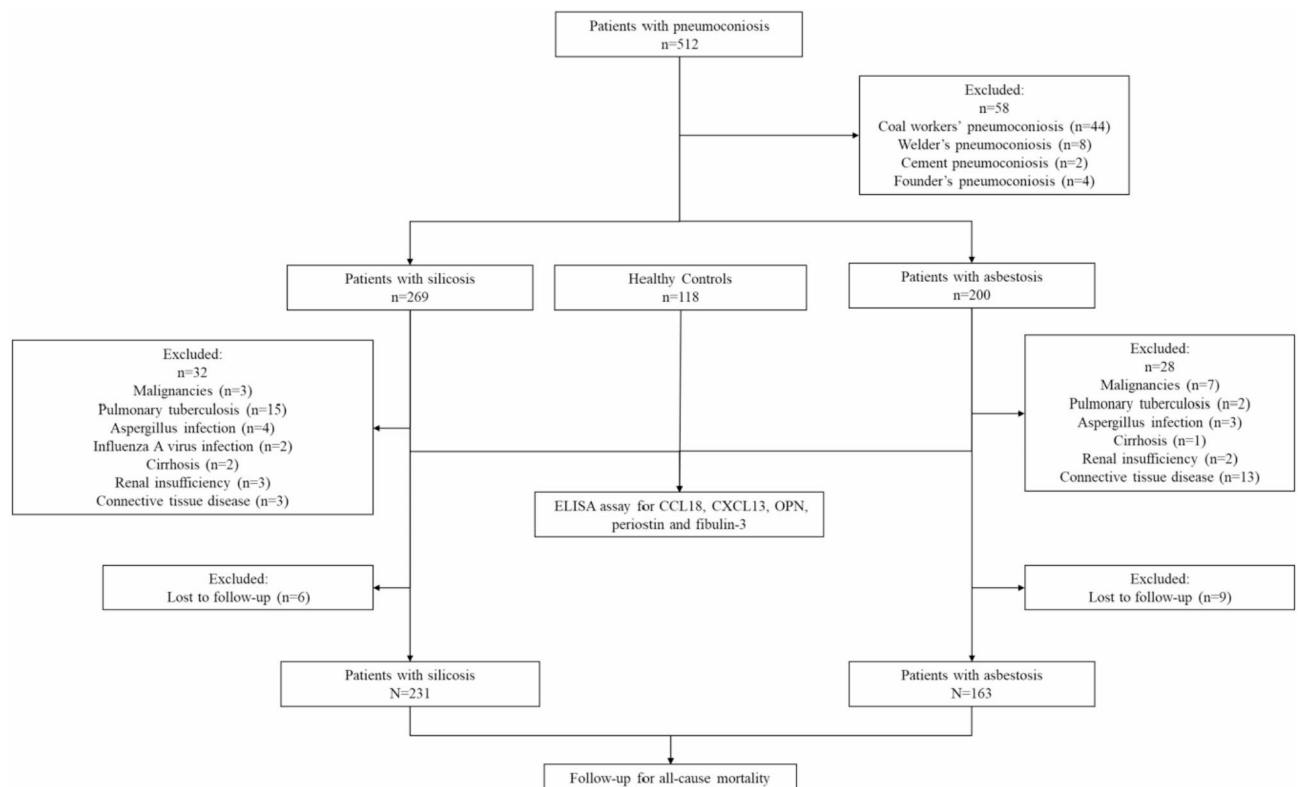 Patients with pneumoconiosis
n=512
Excluded:
n=58
Coal workers’ pneumoconiosis (n=44)
Welder’s pneumoconiosis (n=8)
Cement pneumoconiosis (n=2)
Founder’s pneumoconiosis (n=4)
Patients with silicosis
n=269
Healthy Controls
n=118
Patients with asbestosis
n=200
Excluded:
n=32
Malignancies (n=3)
Pulmonary tuberculosis (n=15)
Aspergillus infection (n=4)
Influenza A virus infection (n=2)
Cirrhosis (n=2)
Renal insufficiency (n=3)
Connective tissue disease (n=3)
Excluded:
n=28
Malignancies (n=7)
Pulmonary tuberculosis (n=2)
Aspergillus infection (n=3)
Cirrhosis (n=1)
Renal insufficiency (n=2)
Connective tissue disease (n=13)
ELISA assay for CCL18, CXCL13, OPN,
periostin and fibulin-3
Excluded:
Lost to follow-up (n=6)
Excluded:
Lost to follow-up (n=9)
Patients with silicosis
N=231
Patients with asbestosis
N=163
Follow-up for all-cause mortality